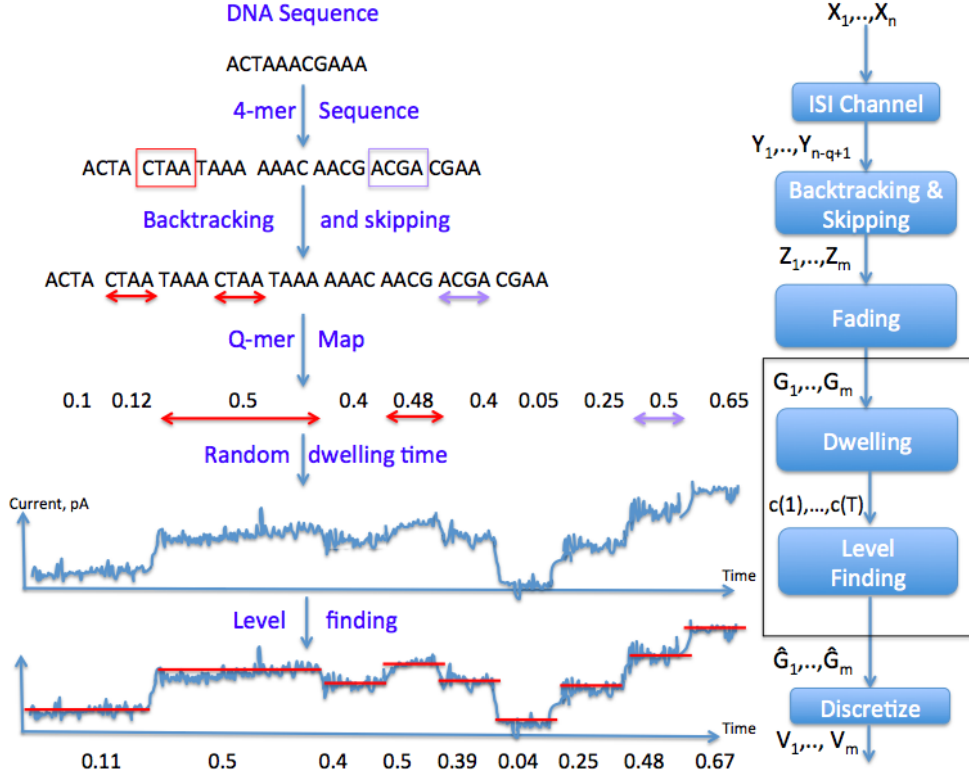 DNA Sequence
ACTAAACGAAA
4-mer Sequence
ACTA CTAA TAAA AAAC AACG ACGA CGAA
Backtracking and skipping
ACTA CTAA TAAA CTAA TAAA AAAC AACG ACGA CGAA
Q-mer Map
0.1 0.12 0.5 0.4 0.48 0.4 0.05 0.25 0.5 0.65
Random dwelling time
Current, pA
Time
Level finding
Time
0.11 0.5 0.4 0.5 0.39 0.04 0.25 0.48 0.67
X1,..,Xn
ISI Channel
Y1,..,Yn-q+1
Backtracking &
Skipping
Z1,..,Zm
Fading
G1,..,Gm
Dwelling
c(1),...,c(T)
Level
Finding
Ĝ1,..,Ĝm
Discretize
V1,.., Vm